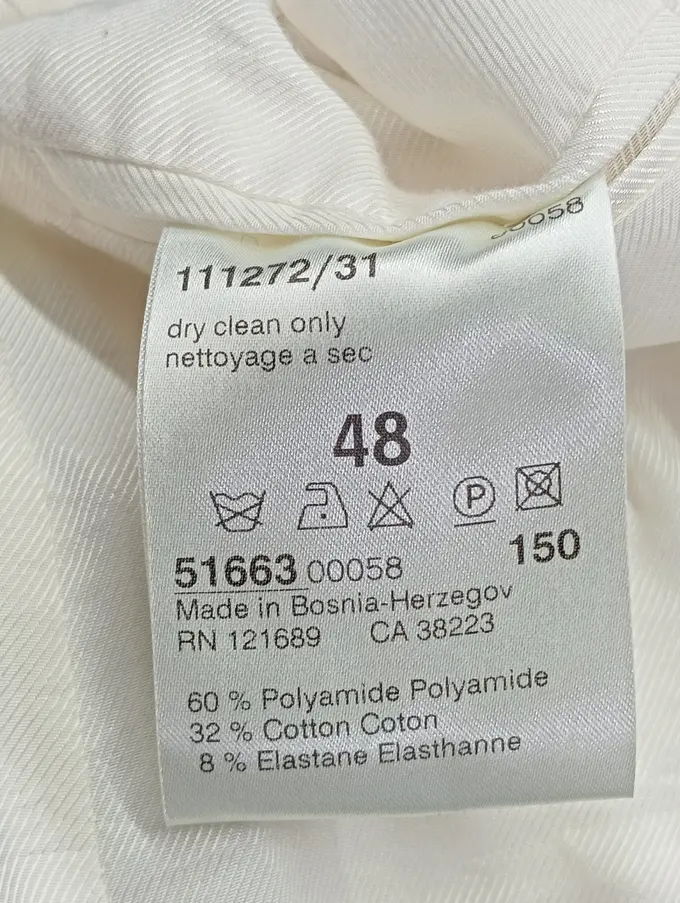 111272/31
dry clean only
nettoyage a sec
48
P
150
51663 00058
Made in Bosnia-Herzegov
RN 121689 CA 38223
60 % Polyamide Polyamide
32 % Cotton Coton
8 % Elastane Elasthanne